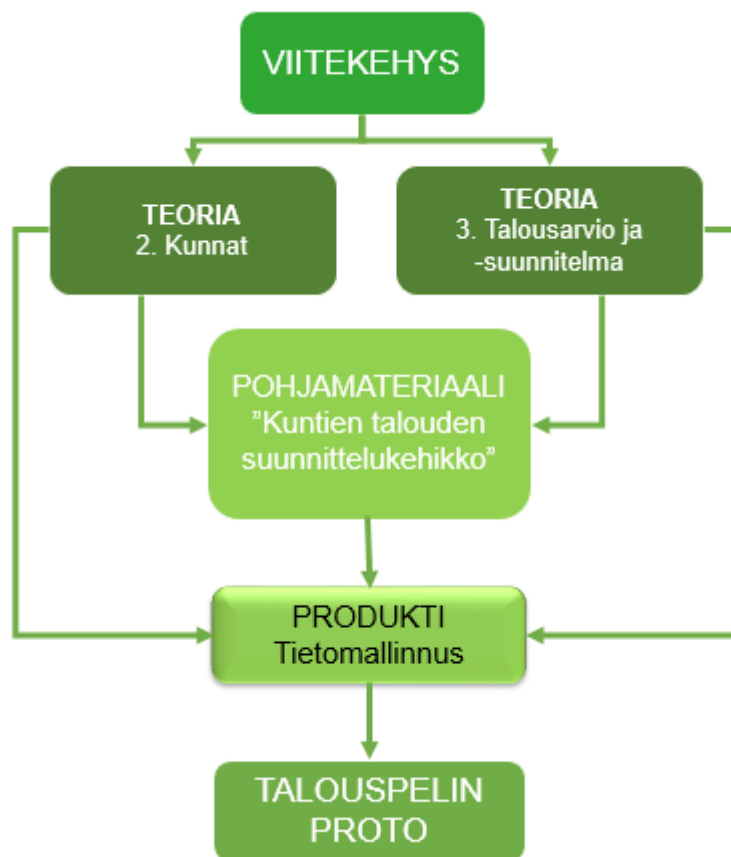 VIITEKEHYS
TEORIA
2. Kunnat
TEORIA
3. Talousarvio ja
-suunnitelma
POHJAMATERIAALI
”Kuntien talouden
suunnittelukehikko”
PRODUKTI
Tietomallinnus
TALOUSPELIN
PROTO